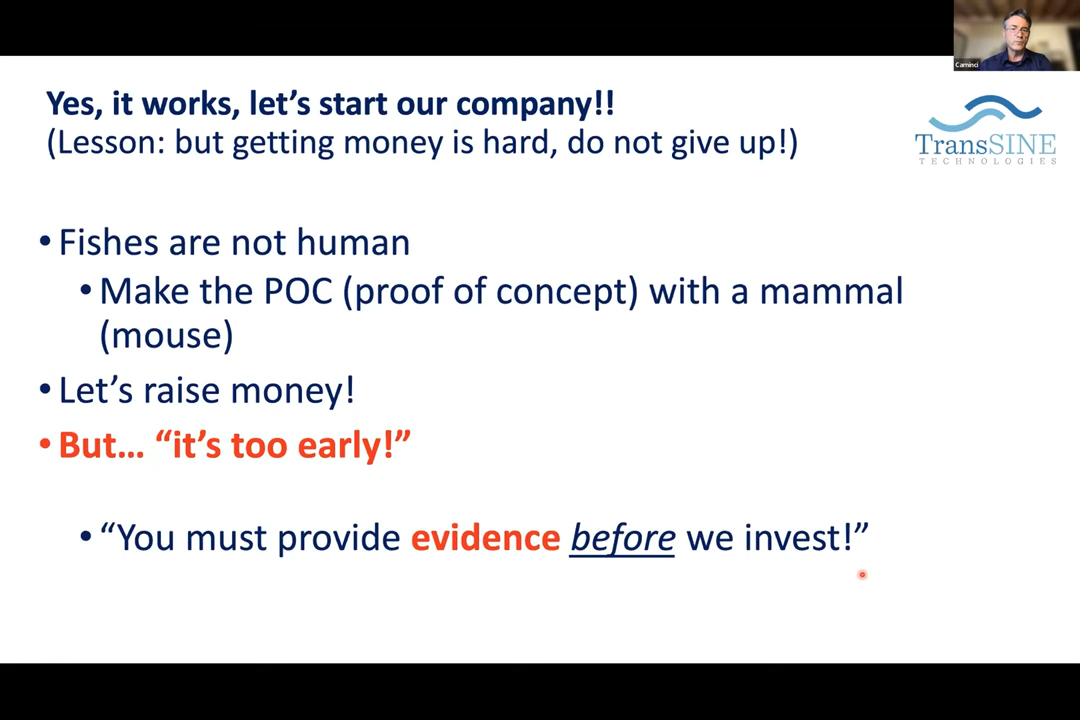 Caminci
Yes, it works, let’s start our company!!
(Lesson: but getting money is hard, do not give up!)
TransSINE
TECHNOLOGIES
• Fishes are not human
• Make the POC (proof of concept) with a mammal
(mouse)
• Let’s raise money!
• But… “it’s too early!”
• “You must provide evidence before we invest!”